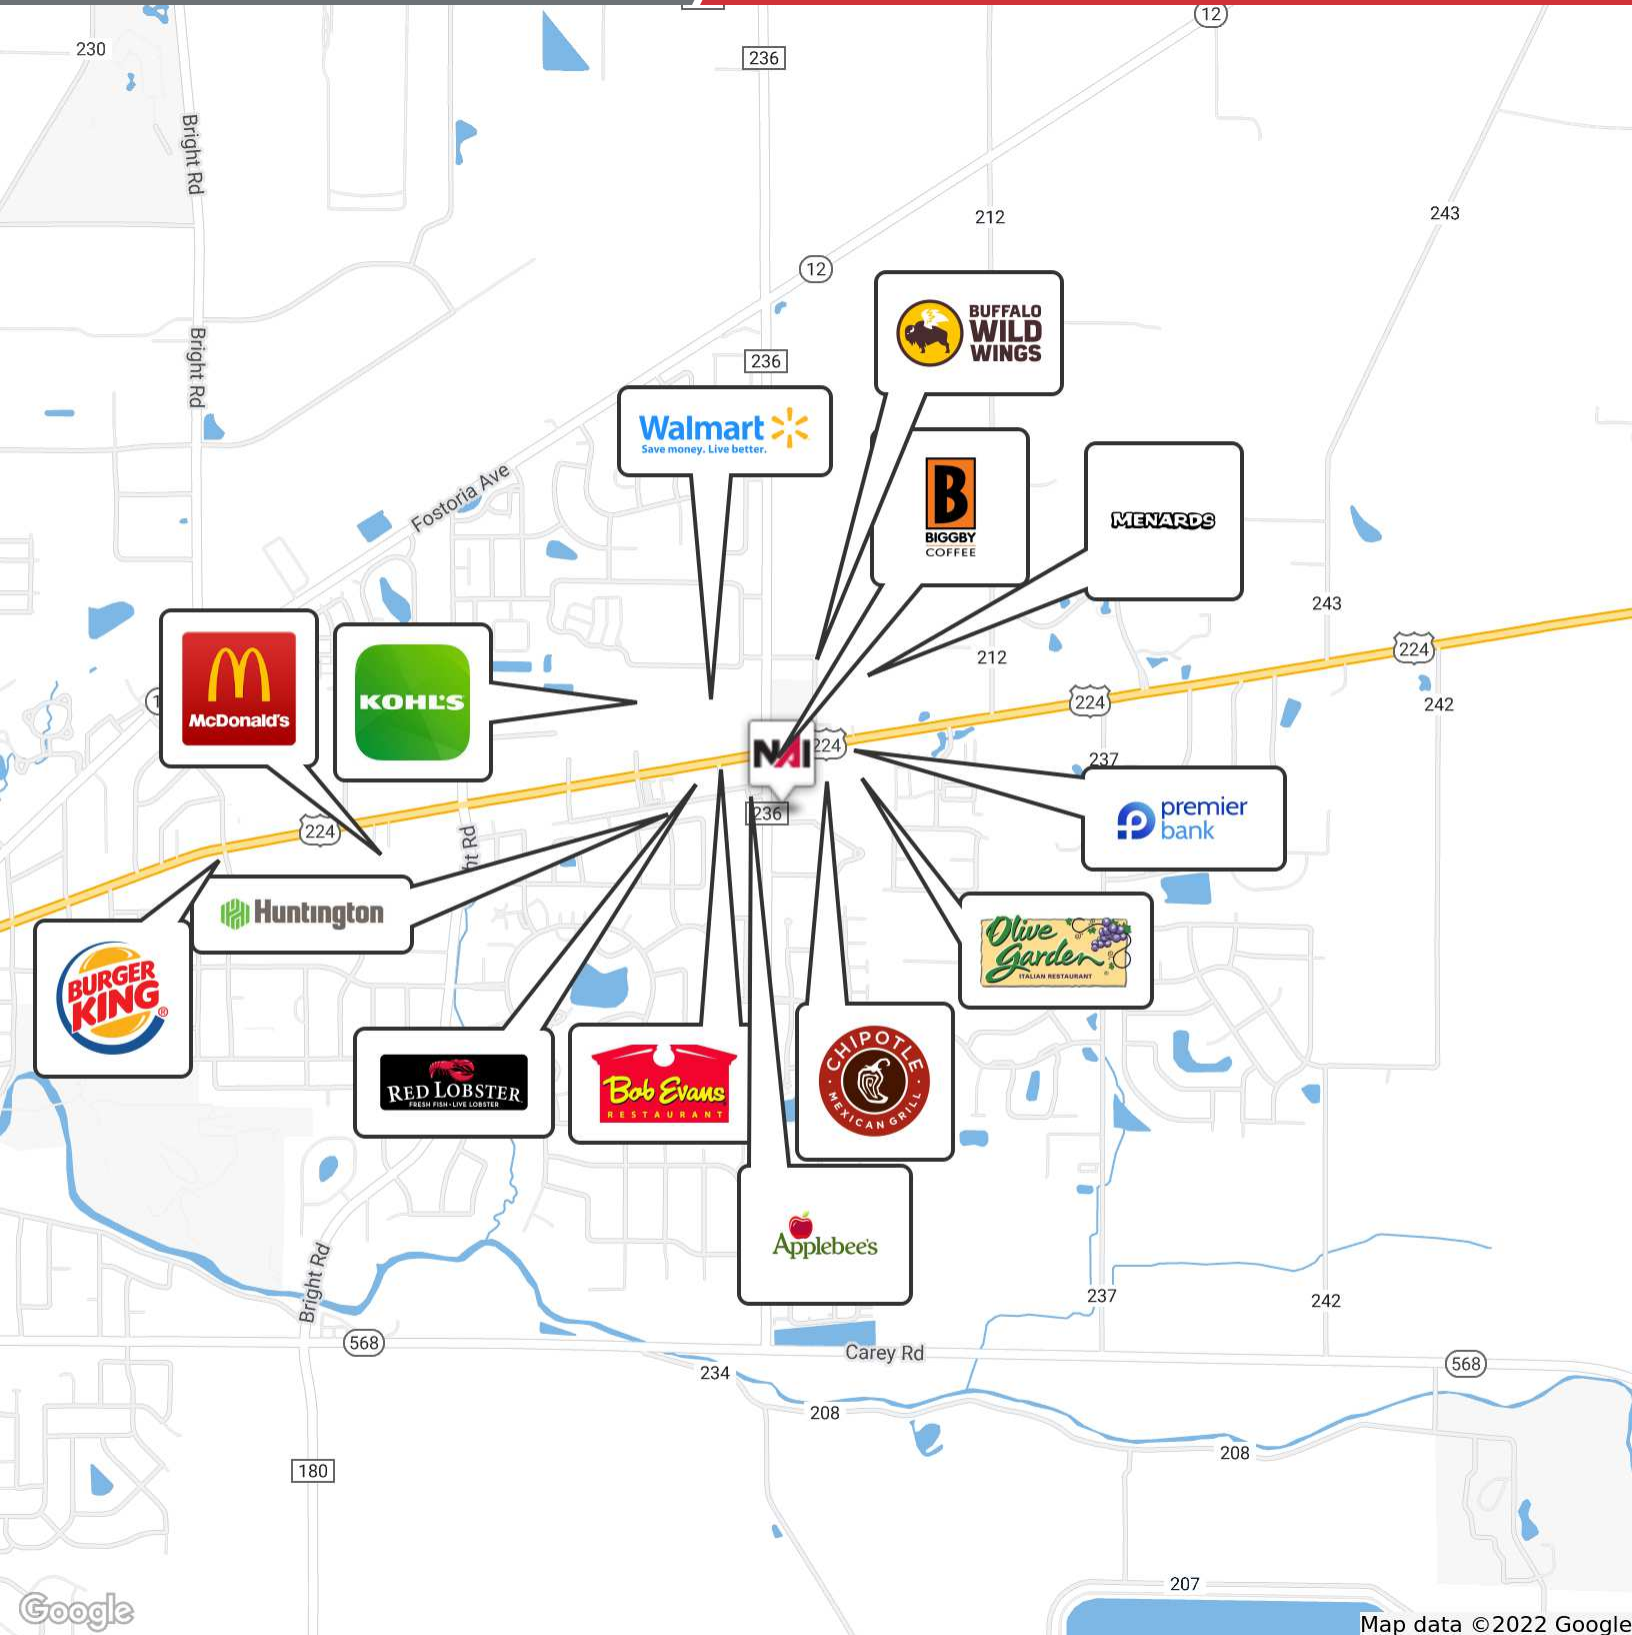 12
230
236
Bright Rd
212
243
12
BUFFALO
WILD
WINGS
Bright Rd
236
Walmart
Save money. Live better.
B
BIGGBY
COFFEE
MENARDS
Fostoria Ave
243
224
212
McDonald's
KOHL'S
224
242
NAI
224
237
premier
bank
224
236
Huntington
Olive
Garden
ITALIAN RESTAURANT
BURGER
KING
®
RED LOBSTER
FRESH FISH • LIVE LOBSTER
Bob Evans
RESTAURANT
CHIPOTLE
MEXICAN GRILL
Applebee's
Bright Rd
237
242
568
Carey Rd
568
234
208
208
180
207
Google
Map data ©2022 Google